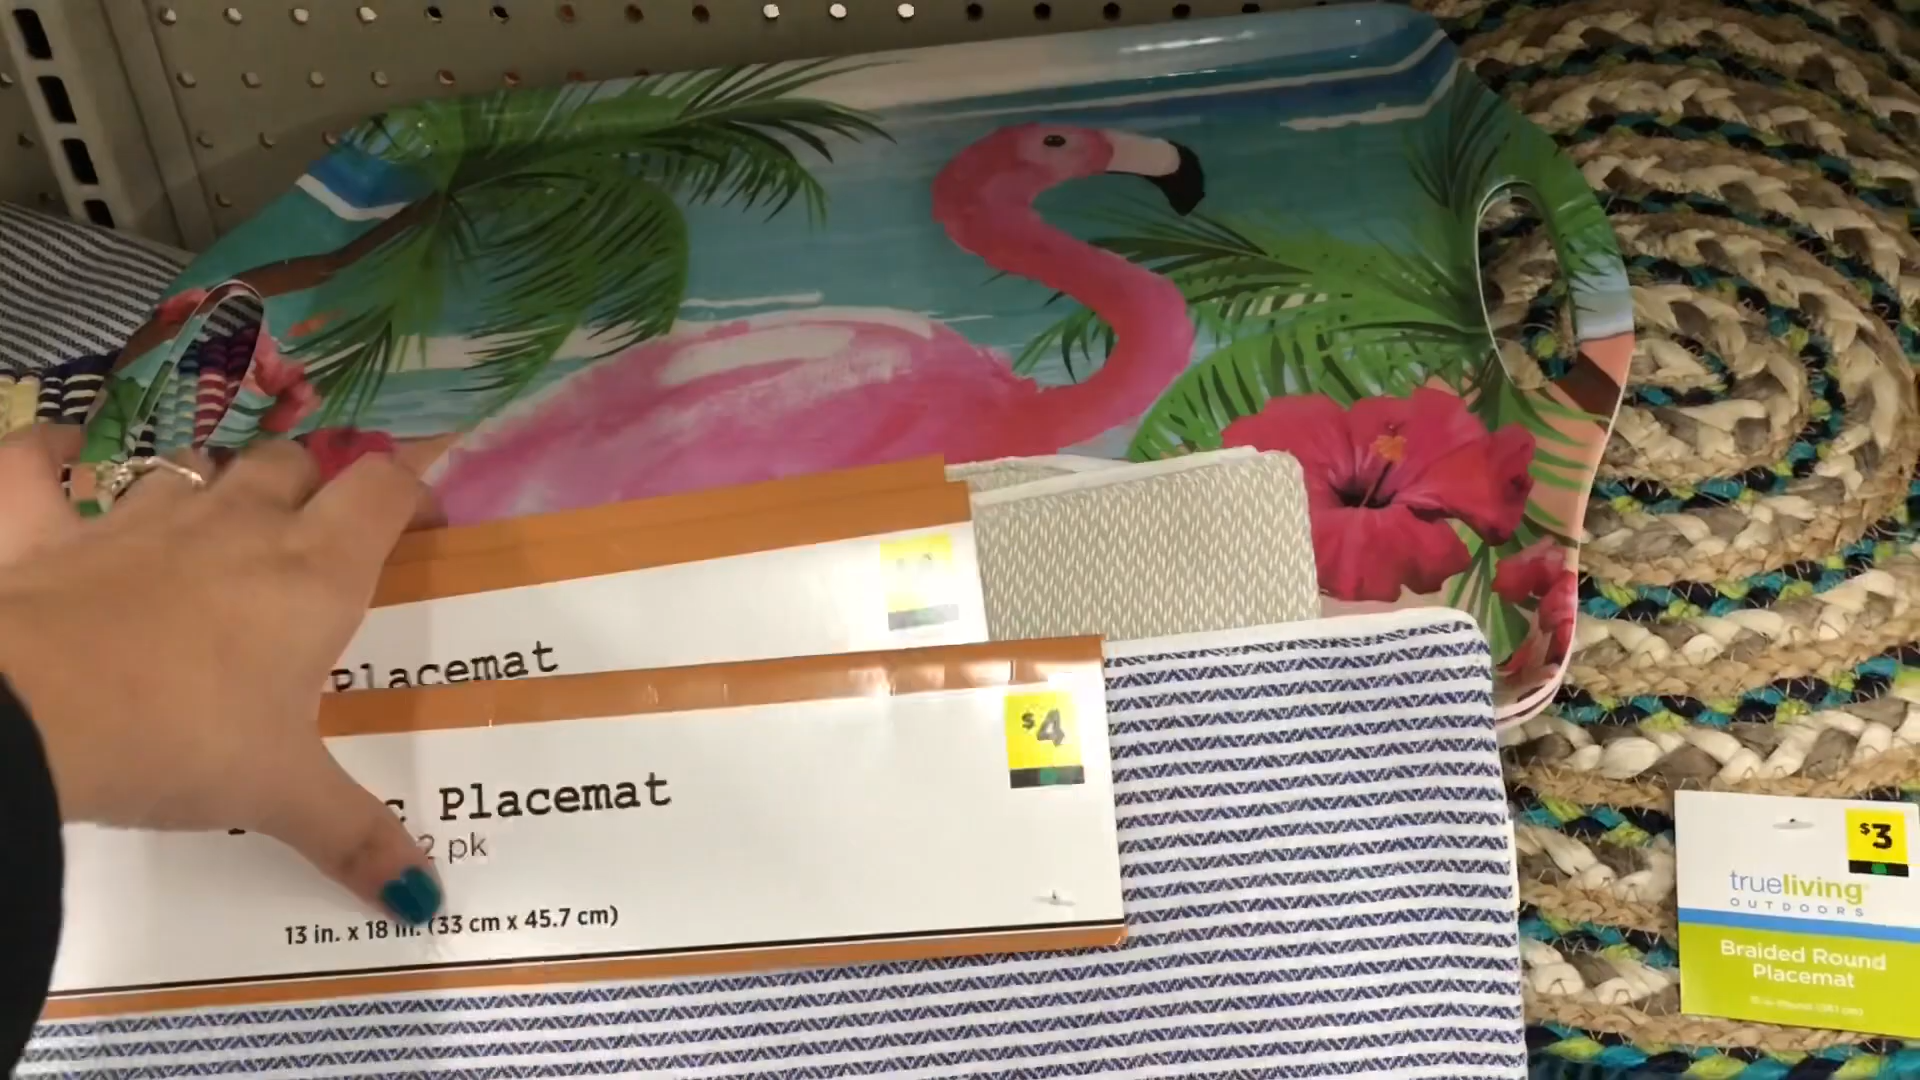 Placemat
$4
Placemat
2 pk
13 in. x 18 in. (33 cm x 45.7 cm)
$3
trueliving
OUTDOORS
Braided Round
Placemat